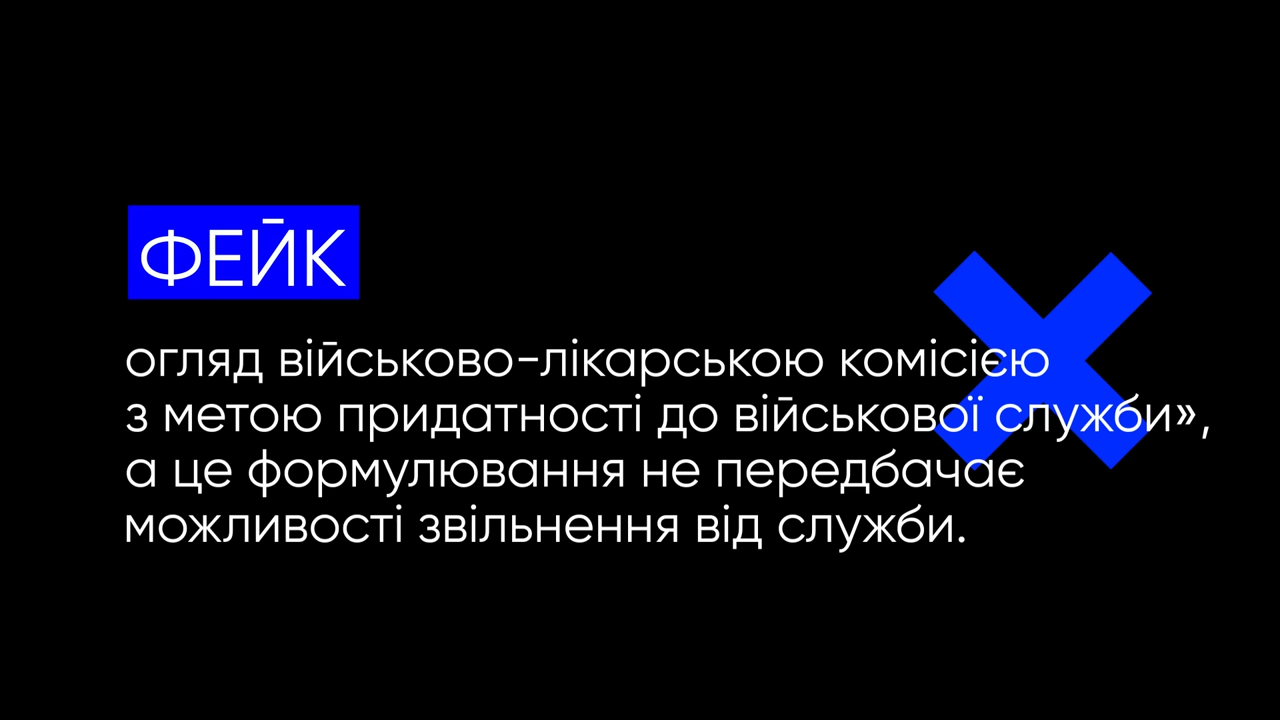 ФЕЙК
огляд військово-лікарською комісією
з метою придатності до військової служби»,
а це формулювання не передбачає
можливості звільнення від служби.